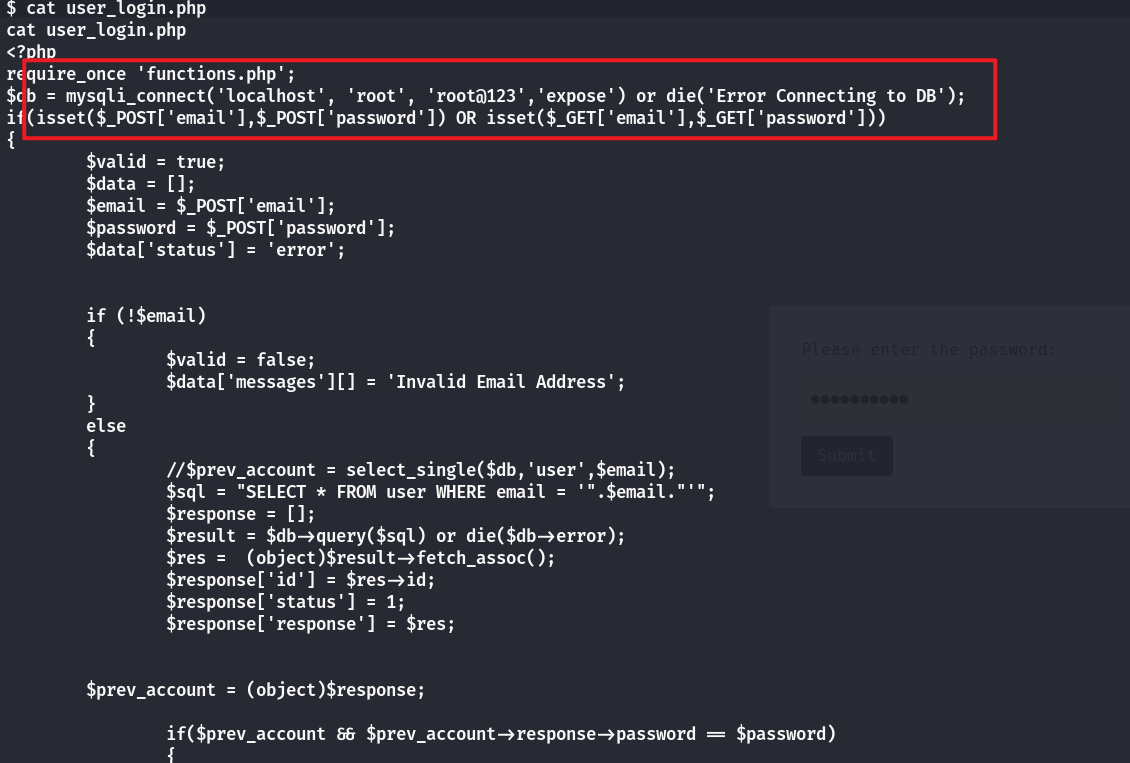 $ cat user_login.php
cat user_login.php
<?php
require_once 'functions.php';
$db = mysqli_connect('localhost', 'root', 'root@123','expose') or die('Error Connecting to DB');
if(isset($_POST['email'],$_POST['password']) OR isset($_GET['email'],$_GET['password']))
{
        $valid = true;
        $data = [];
        $email = $_POST['email'];
        $password = $_POST['password'];
        $data['status'] = 'error';
        if (!$email)
        {
                $valid = false;
                $data['messages'][] = 'Invalid Email Address';
        }
        else
        {
                //$prev_account = select_single($db,'user',$email);
                $sql = "SELECT * FROM user WHERE email = '".$email."'";
                $response = [];
                $result = $db->query($sql) or die($db->error);
                $res =  (object)$result->fetch_assoc();
                $response['id'] = $res->id;
                $response['status'] = 1;
                $response['response'] = $res;
        $prev_account = (object)$response;
                if($prev_account && $prev_account->response->password == $password)
                {
Please enter the password:
••••••••••
Submit